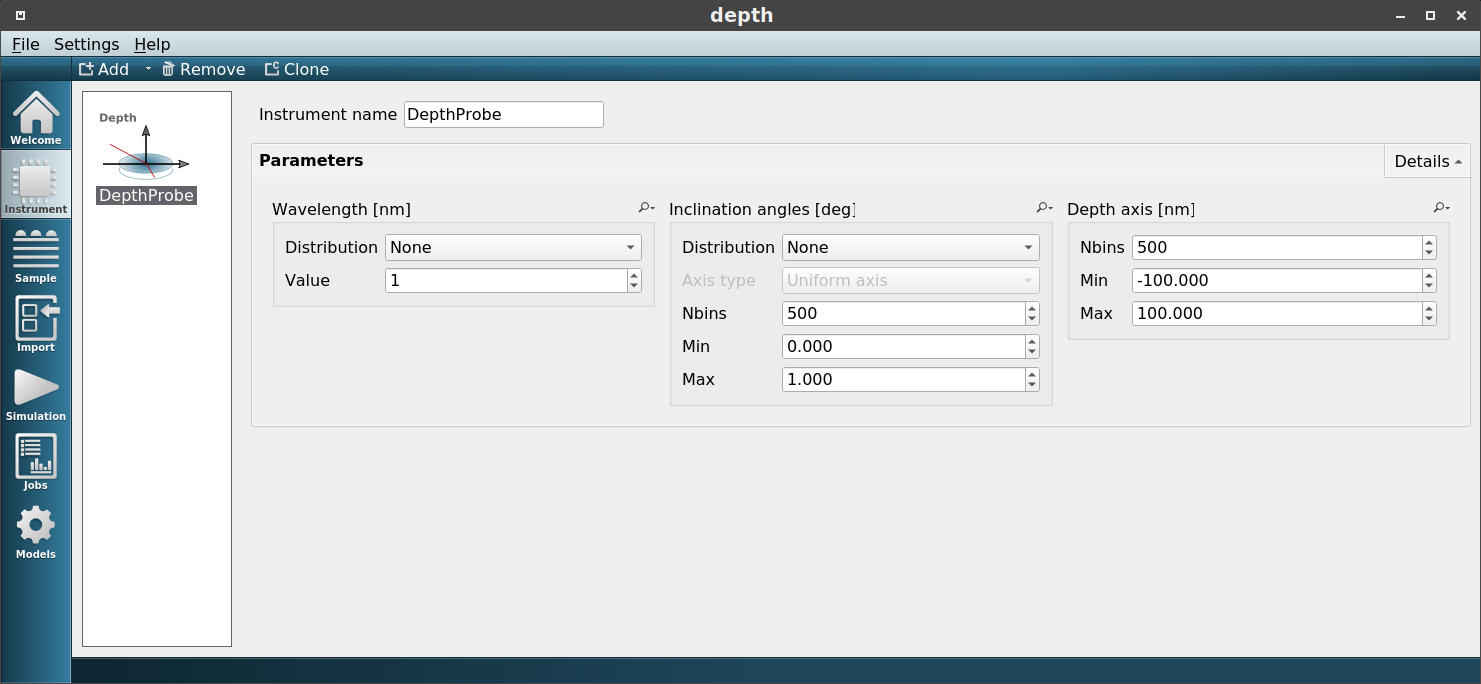 depth
File Settings Help
Add Remove Clone
Welcome
Instrument
Sample
Import
Simulation
Jobs
Models
Depth
DepthProbe
Instrument name DepthProbe
Parameters
Details
Wavelength [nm]
Distribution None
Value 1
Inclination angles [deg]
Distribution None
Axis type Uniform axis
Nbins 500
Min 0.000
Max 1.000
Depth axis [nm]
Nbins 500
Min -100.000
Max 100.000